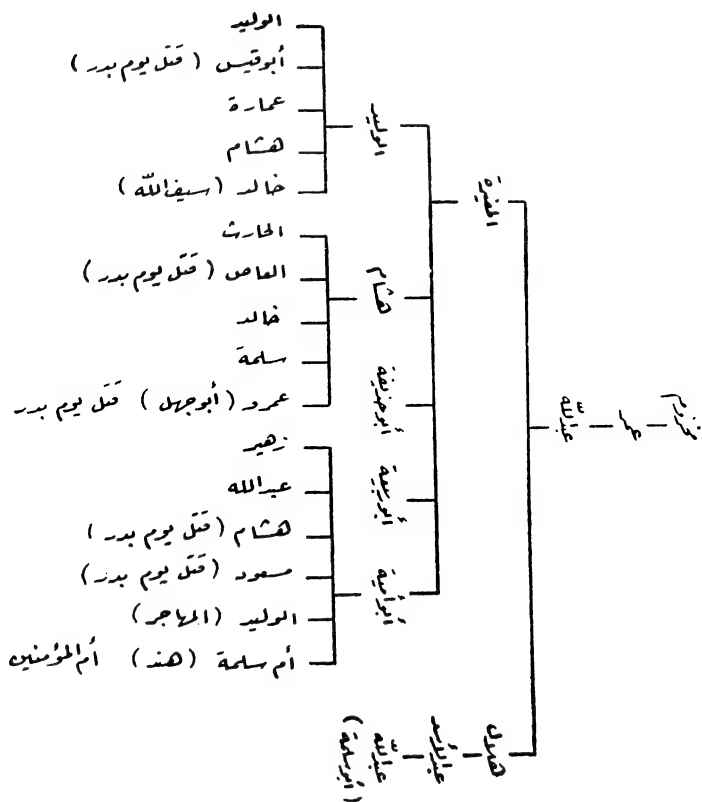 مخزوم
عمر
عبدالله
المغيرة
الوليد
الوليد
أبوقيس ( قتل يوم بدر )
عمارة
هشام
خالد ( سيف الله )
هشام
الحارث
العاص ( قتل يوم بدر )
خالد
سلمة
عمرو ( أبوجهل ) قتل يوم بدر
أبوحذيفة
أبوربيعة
أبوأمية
زهير
عبدالله
هشام ( قتل يوم بدر )
مسعود ( قتل يوم بدر )
الوليد ( المهاجر )
أم سلمة ( هند ) أم المؤمنين
هلال
عبدالأسد
عبدالله
( أبوسلمة )